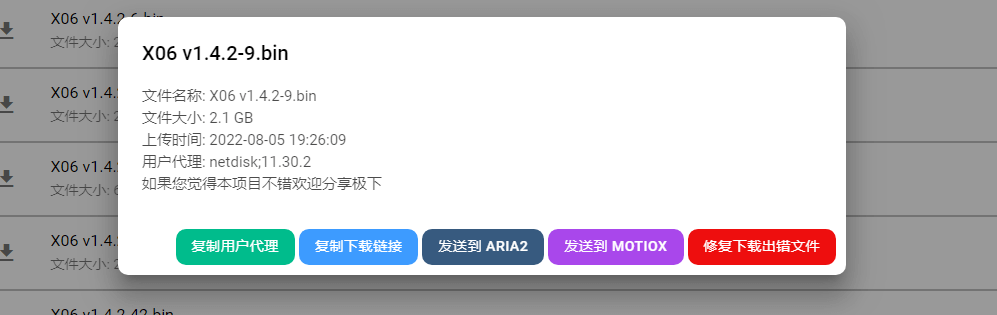 X06 v1.4.2-6.bin
文件大小: 2
X06 v1.4.2-9.bin
文件名称: X06 v1.4.2-9.bin
X06 v1.4.2
文件大小: 2
文件大小: 2.1 GB
上传时间: 2022-08-05 19:26:09
用户代理: netdisk;11.30.2
X06 v1.4.2
文件大小: 6
如果您觉得本项目不错欢迎分享极下
X06 v1.4.2
文件大小: 2
复制用户代理 复制下载链接 发送到 ARIA2 发送到 MOTIOX 修复下载出错文件
X06 v1.4.2-42.bin